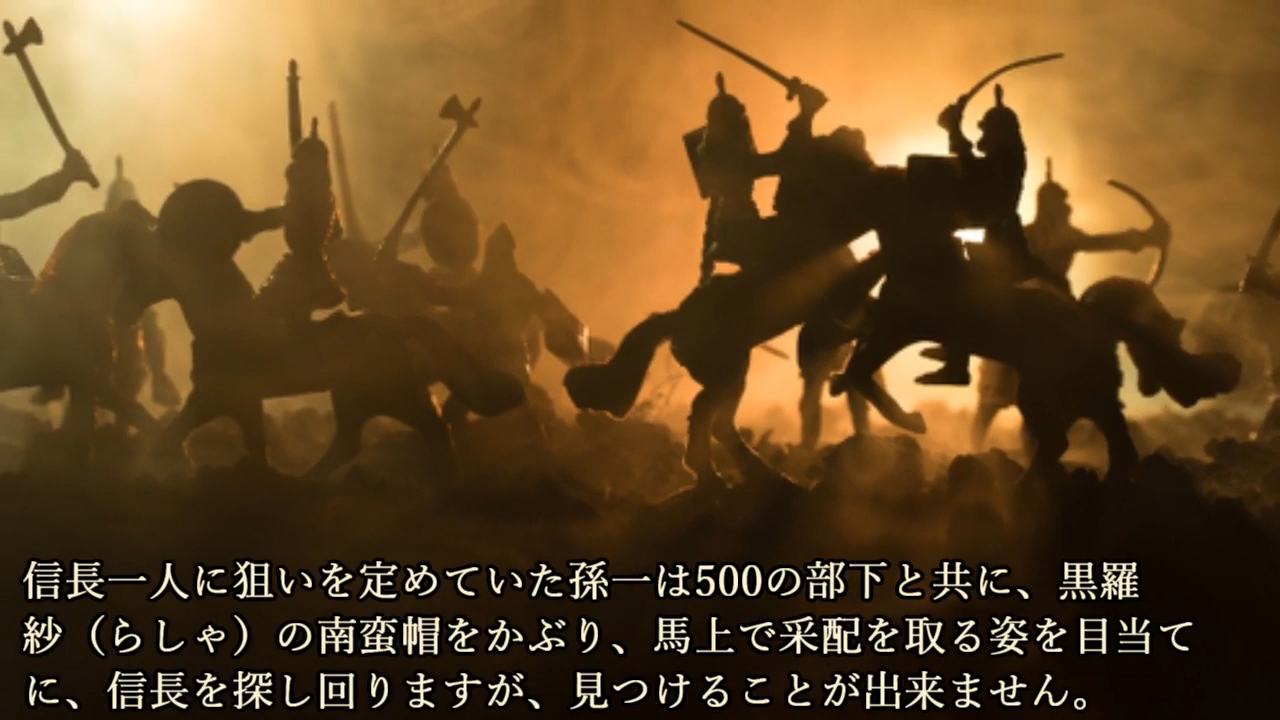 信長一人に狙いを定めていた孫一は500の部下と共に、黒羅
紗（らしゃ）の南蛮帽をかぶり、馬上で采配を取る姿を目当て
に、信長を探し回りますが、見つけることが出来ません。